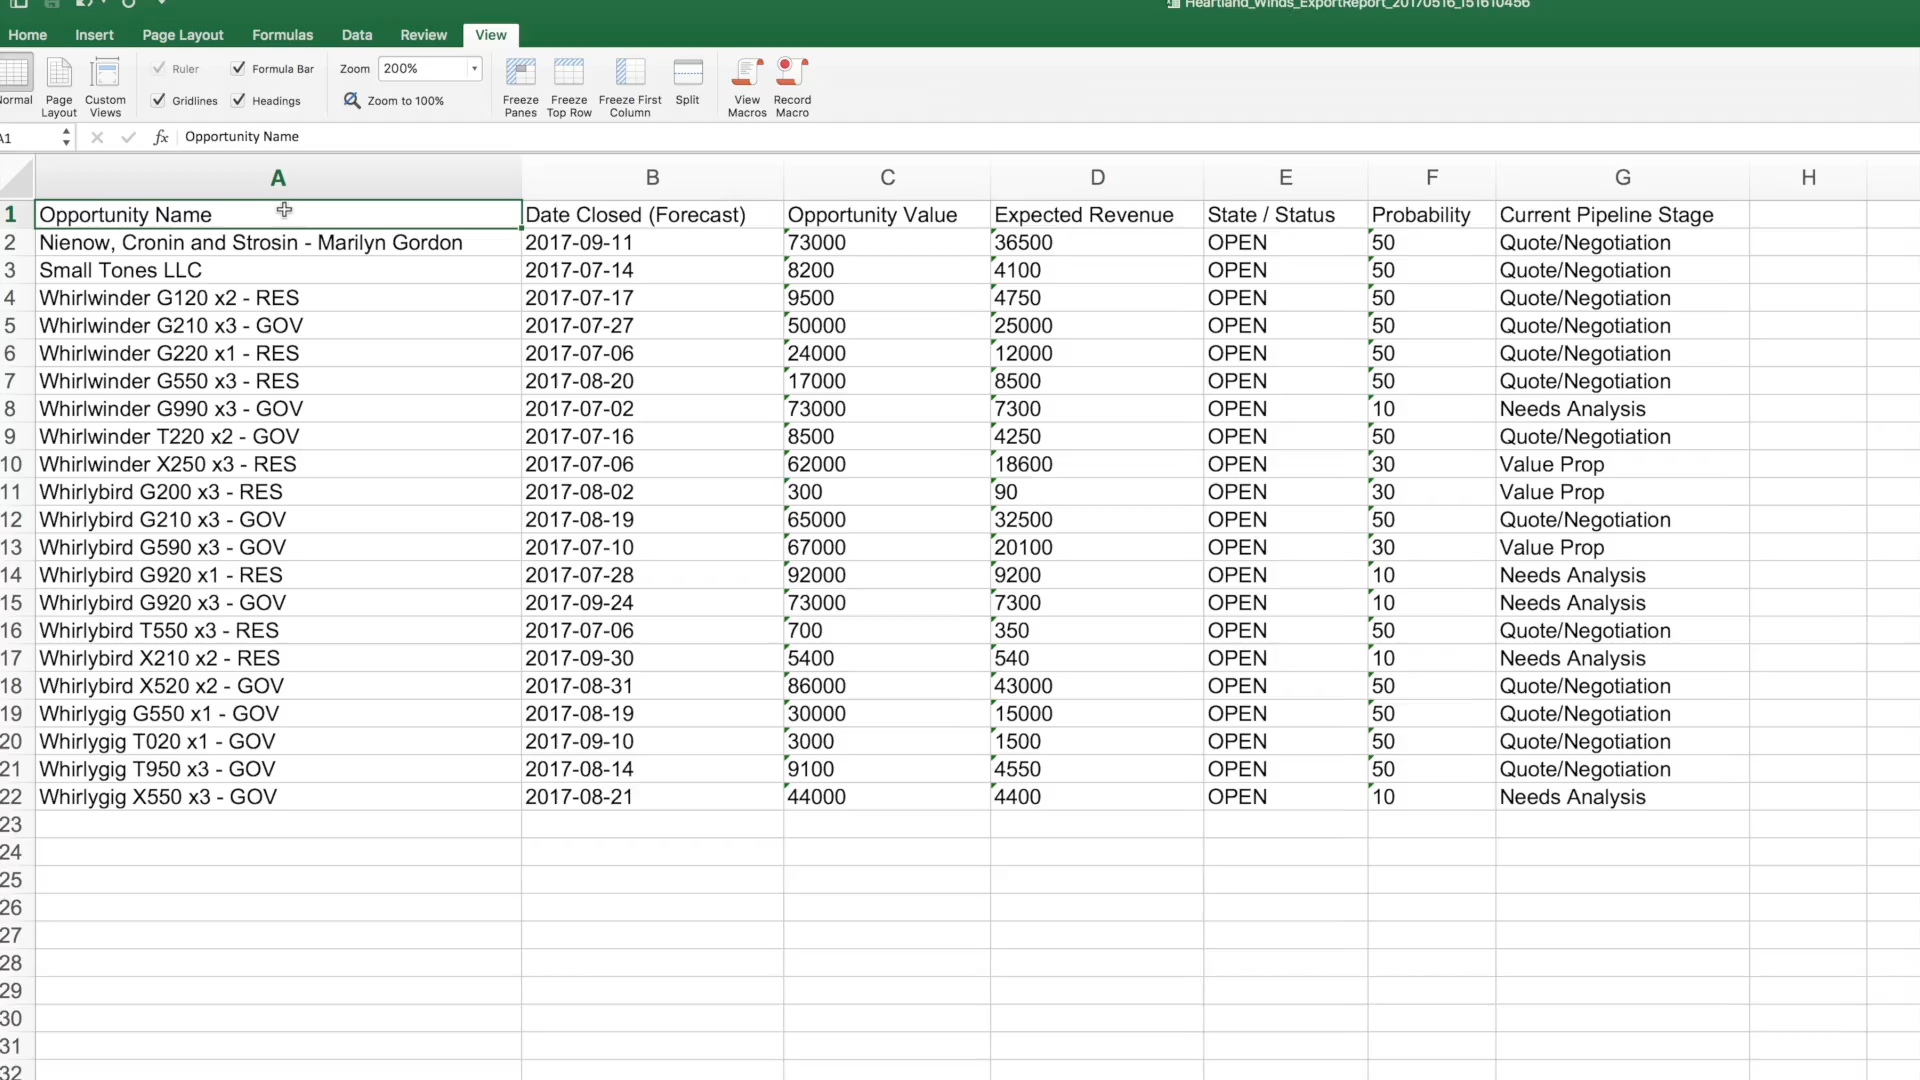 Heartland_Winds_ExportReport_20170516_151610456
Home Insert Page Layout Formulas Data Review View
Ruler Formula Bar Zoom 200%
Gridlines Headings Zoom to 100%
Normal Page Layout Custom Views Freeze Panes Freeze Top Row Freeze First Column Split View Macros Record Macro
A1 fx Opportunity Name
A B C D E F G H
1 Opportunity Name Date Closed (Forecast) Opportunity Value Expected Revenue State / Status Probability Current Pipeline Stage
2 Nienow, Cronin and Strosin - Marilyn Gordon 2017-09-11 73000 36500 OPEN 50 Quote/Negotiation
3 Small Tones LLC 2017-07-14 8200 4100 OPEN 50 Quote/Negotiation
4 Whirlwinder G120 x2 - RES 2017-07-17 9500 4750 OPEN 50 Quote/Negotiation
5 Whirlwinder G210 x3 - GOV 2017-07-27 50000 25000 OPEN 50 Quote/Negotiation
6 Whirlwinder G220 x1 - RES 2017-07-06 24000 12000 OPEN 50 Quote/Negotiation
7 Whirlwinder G550 x3 - RES 2017-08-20 17000 8500 OPEN 50 Quote/Negotiation
8 Whirlwinder G990 x3 - GOV 2017-07-02 73000 7300 OPEN 10 Needs Analysis
9 Whirlwinder T220 x2 - GOV 2017-07-16 8500 4250 OPEN 50 Quote/Negotiation
10 Whirlwinder X250 x3 - RES 2017-07-06 62000 18600 OPEN 30 Value Prop
11 Whirlybird G200 x3 - RES 2017-08-02 300 90 OPEN 30 Value Prop
12 Whirlybird G210 x3 - GOV 2017-08-19 65000 32500 OPEN 50 Quote/Negotiation
13 Whirlybird G590 x3 - GOV 2017-07-10 67000 20100 OPEN 30 Value Prop
14 Whirlybird G920 x1 - RES 2017-07-28 92000 9200 OPEN 10 Needs Analysis
15 Whirlybird G920 x3 - GOV 2017-09-24 73000 7300 OPEN 10 Needs Analysis
16 Whirlybird T550 x3 - RES 2017-07-06 700 350 OPEN 50 Quote/Negotiation
17 Whirlybird X210 x2 - RES 2017-09-30 5400 540 OPEN 10 Needs Analysis
18 Whirlybird X520 x2 - GOV 2017-08-31 86000 43000 OPEN 50 Quote/Negotiation
19 Whirlygig G550 x1 - GOV 2017-08-19 30000 15000 OPEN 50 Quote/Negotiation
20 Whirlygig T020 x1 - GOV 2017-09-10 3000 1500 OPEN 50 Quote/Negotiation
21 Whirlygig T950 x3 - GOV 2017-08-14 9100 4550 OPEN 50 Quote/Negotiation
22 Whirlygig X550 x3 - GOV 2017-08-21 44000 4400 OPEN 10 Needs Analysis
23
24
25
26
27
28
29
30
31
32